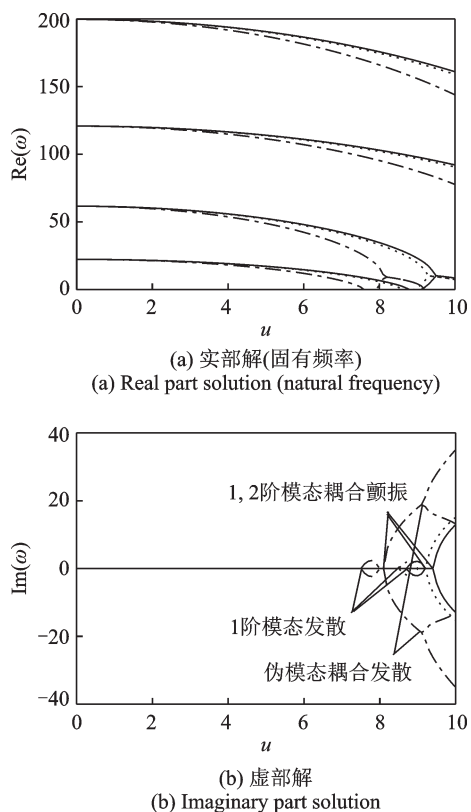 200
150
100
50
0
Re(ω)
0 2 4 6 8 10
u
(a) 实部解(固有频率)
(a) Real part solution (natural frequency)
40
20
0
−20
−40
Im(ω)
1, 2阶模态耦合颤振
1阶模态发散
伪模态耦合发散
0 2 4 6 8 10
u
(b) 虚部解
(b) Imaginary part solution